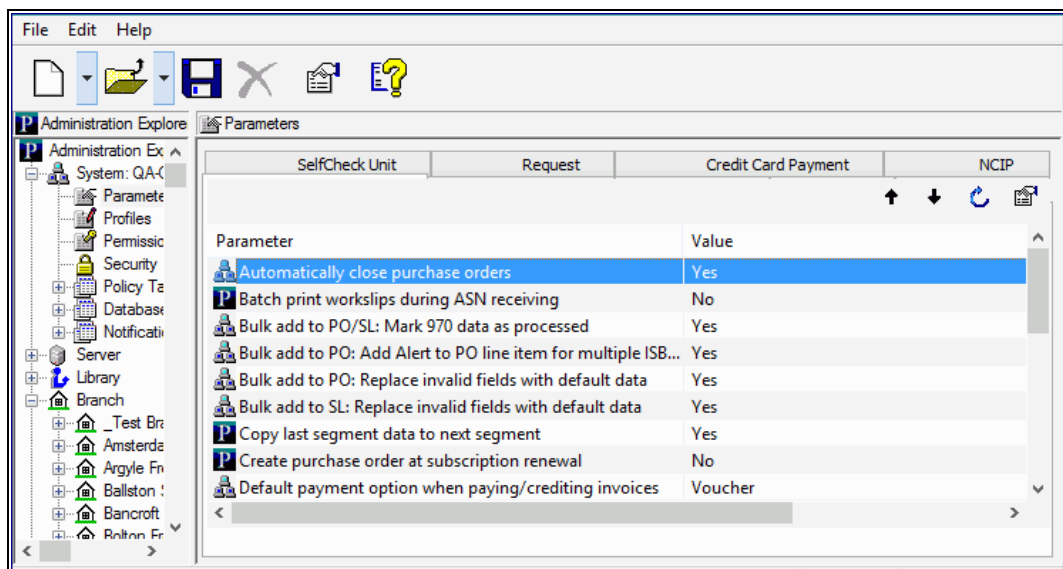 File Edit Help
Administration Explore
Parameters
Administration Ex
System: QA-C
Paramete
Profiles
Permissic
Security
Policy Ta
Database
Notificati
Server
Library
Branch
_Test Bra
Amsterda
Argyle Fr
Ballston S
Bancroft
Bolton Fr
SelfCheck Unit Request Credit Card Payment NCIP
Parameter Value
Automatically close purchase orders Yes
Batch print workslips during ASN receiving No
Bulk add to PO/SL: Mark 970 data as processed Yes
Bulk add to PO: Add Alert to PO line item for multiple ISB... Yes
Bulk add to PO: Replace invalid fields with default data Yes
Bulk add to SL: Replace invalid fields with default data Yes
Copy last segment data to next segment Yes
Create purchase order at subscription renewal No
Default payment option when paying/crediting invoices Voucher